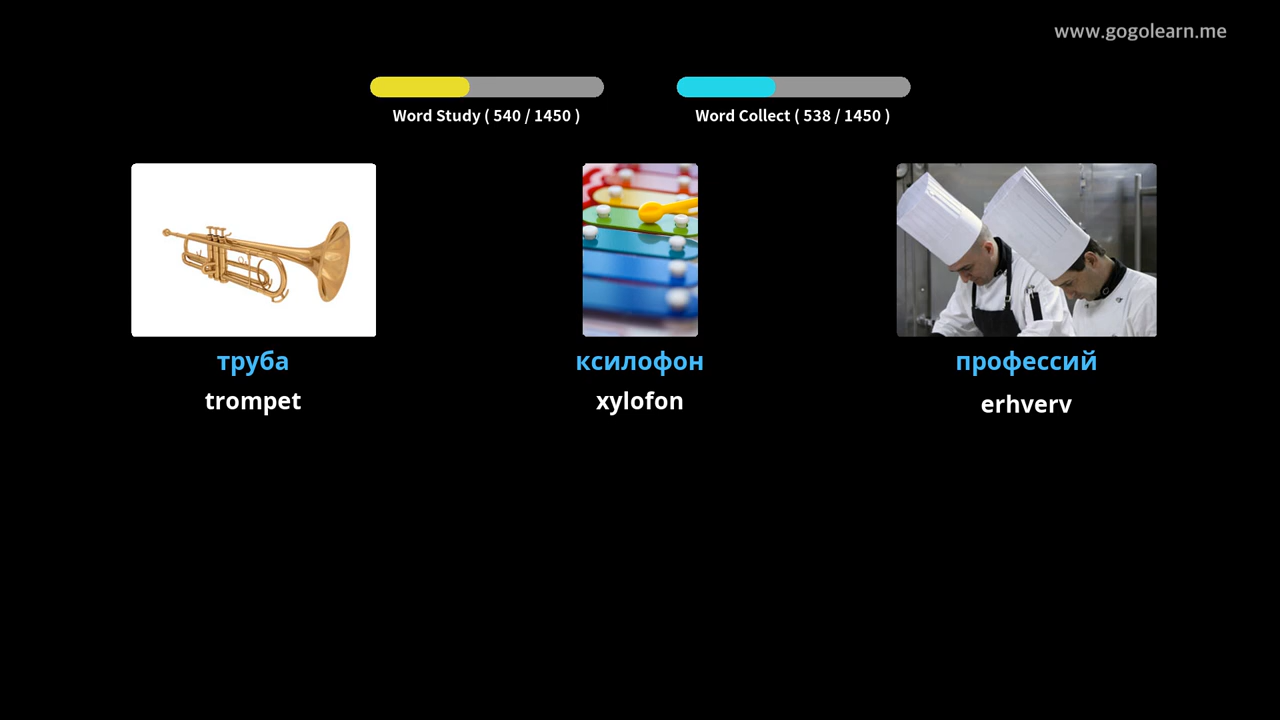 www.gogolearn.me
Word Study ( 540 / 1450 )
Word Collect ( 538 / 1450 )
труба
ксилофон
профессий
trompet
xylofon
erhverv